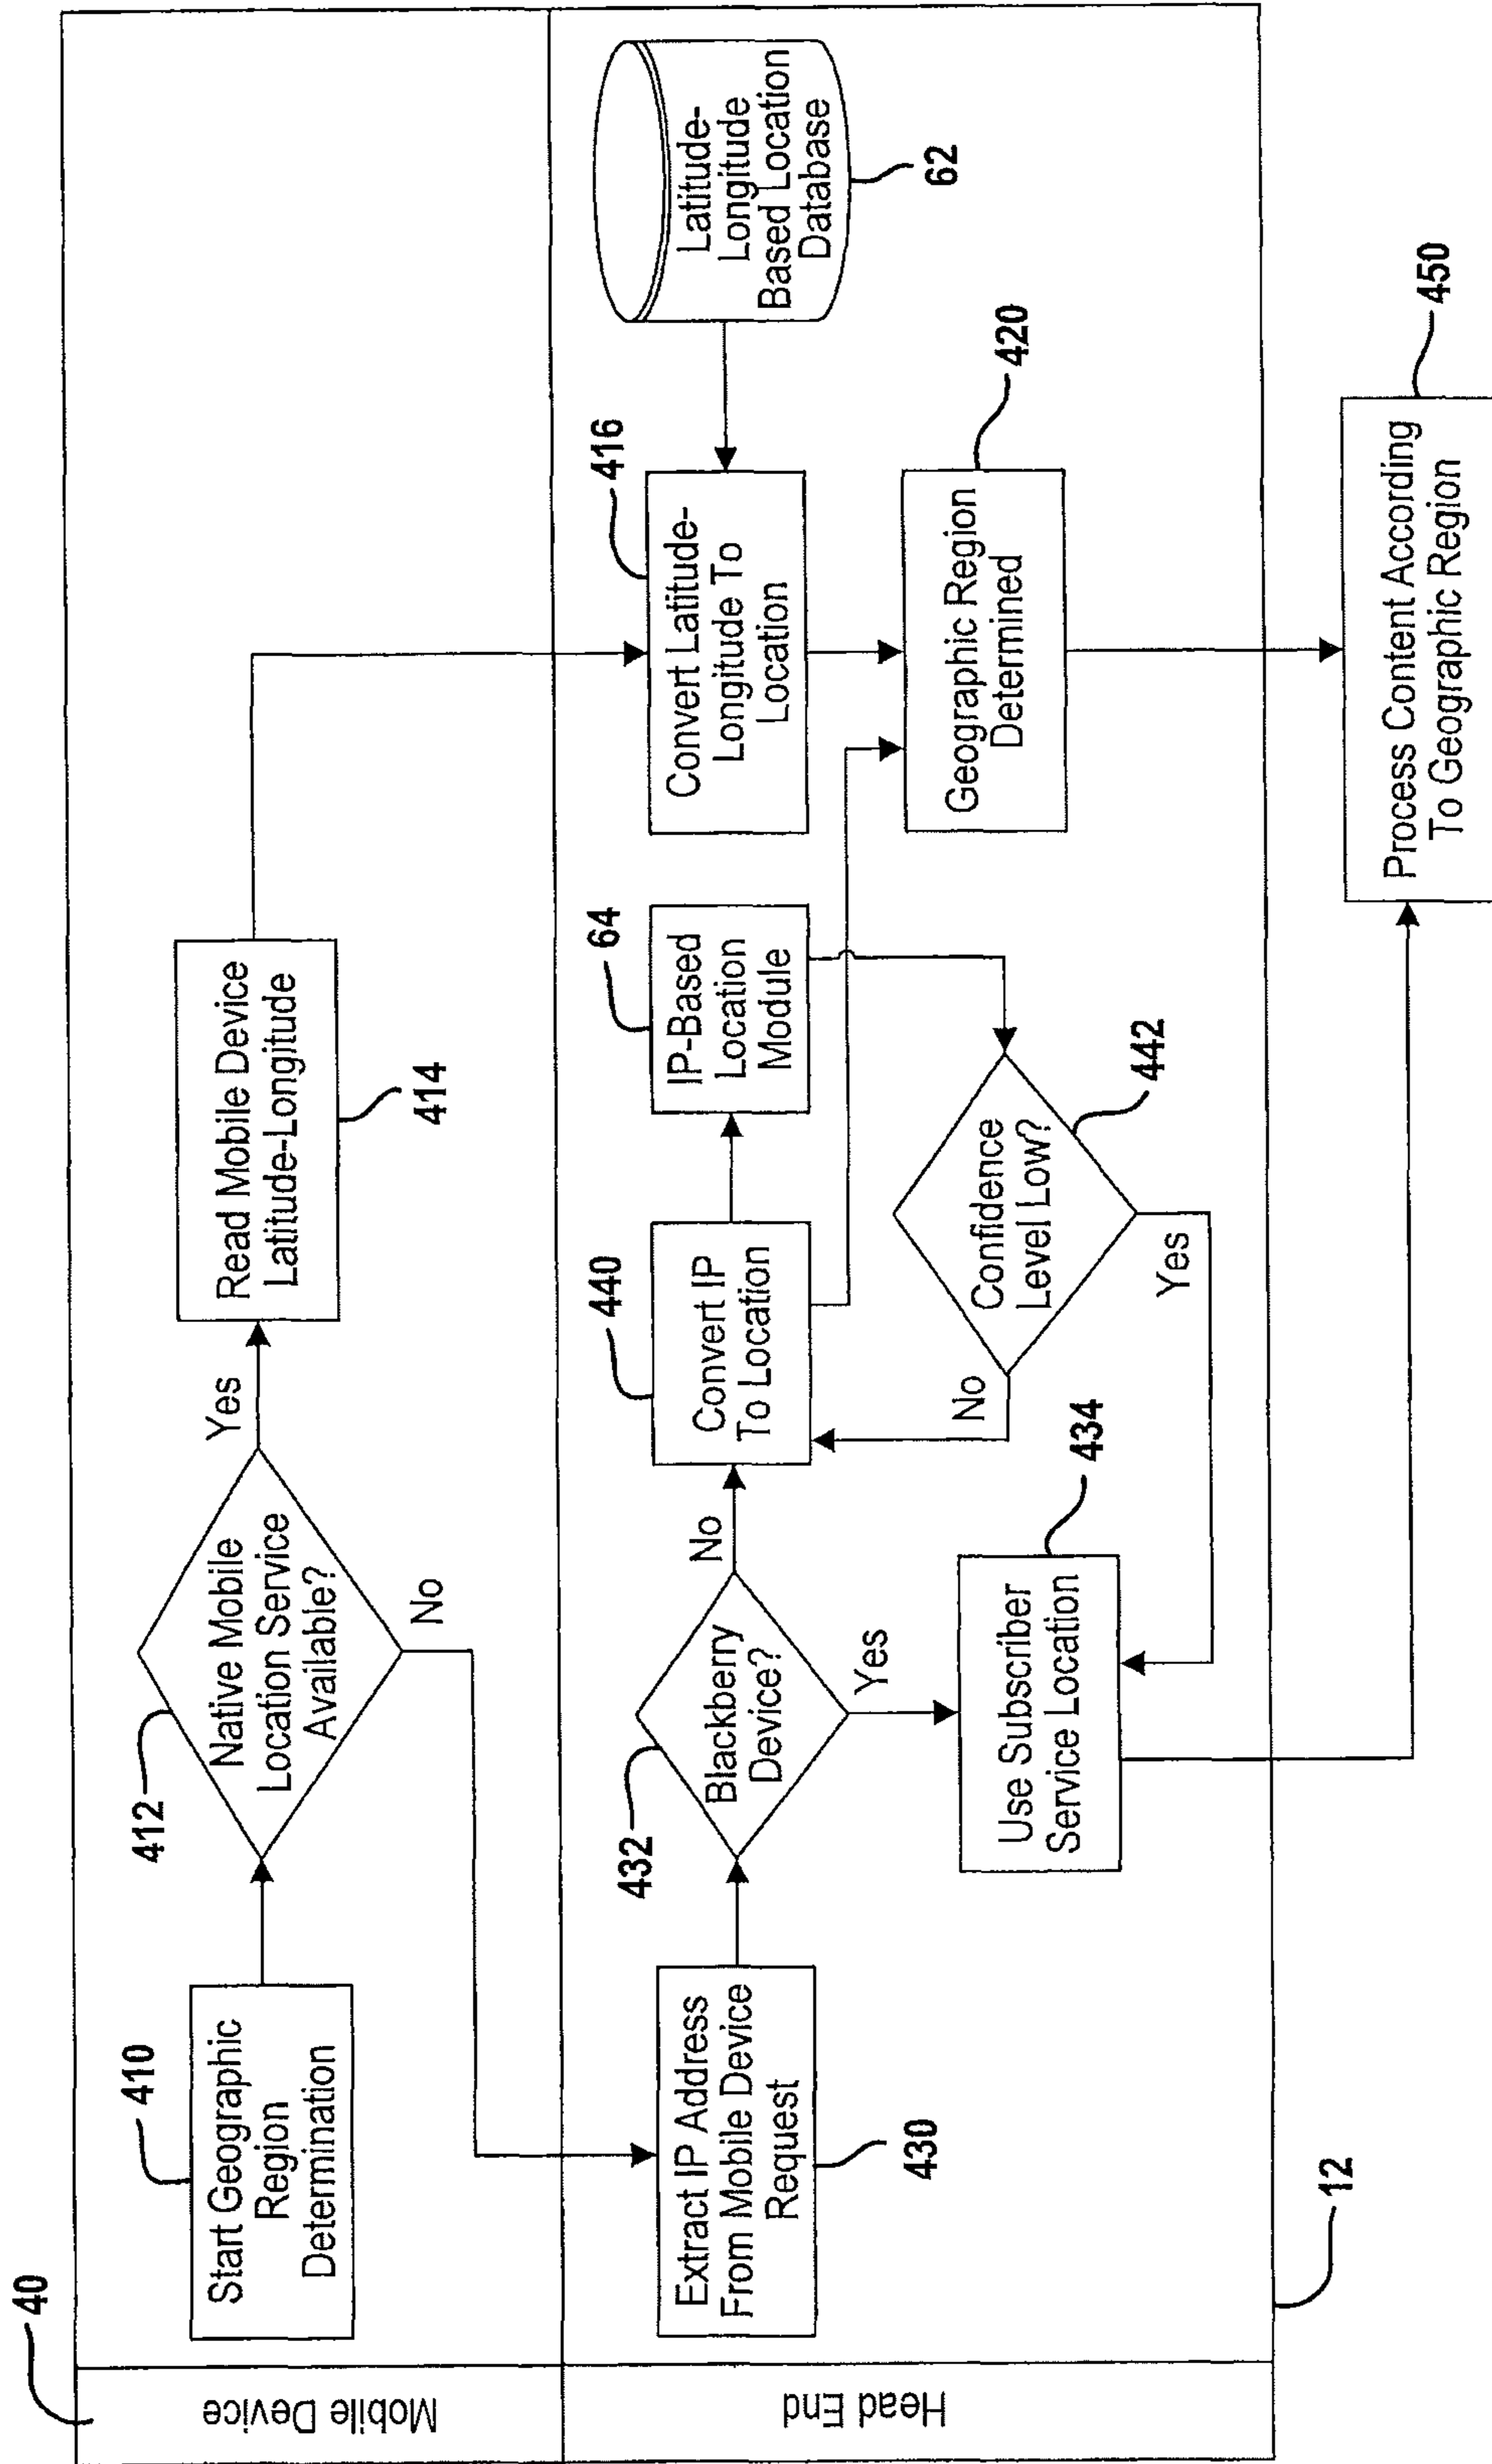 40
Mobile Device
410
Start Geographic
Region
Determination
412
Native Mobile
Location Service
Available?
Yes
No
Read Mobile Device
Latitude-Longitude
414
Head End
Extract IP Address
From Mobile Device
Request
430
432
Blackberry
Device?
No
Yes
Use Subscriber
Service Location
434
440
Convert IP
To Location
64
IP-Based
Location
Module
Confidence
Level Low?
442
No
Yes
416
Convert Latitude-
Longitude To
Location
Latitude-
Longitude
Based Location
Database
62
Geographic Region
Determined
420
12
Process Content According
To Geographic Region
450